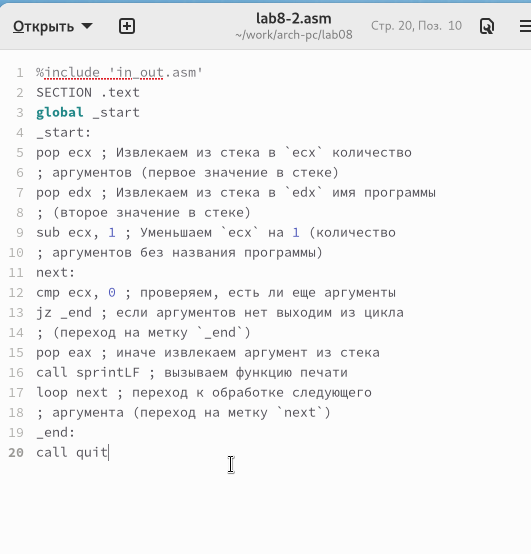 Открыть
lab8-2.asm
~/work/arch-pc/lab08
Стр. 20, Поз. 10
1 %include 'in_out.asm'
2 SECTION .text
3 global _start
4 _start:
5 pop ecx ; Извлекаем из стека в `ecx` количество
6 ; аргументов (первое значение в стеке)
7 pop edx ; Извлекаем из стека в `edx` имя программы
8 ; (второе значение в стеке)
9 sub ecx, 1 ; Уменьшаем `ecx` на 1 (количество
10 ; аргументов без названия программы)
11 next:
12 cmp ecx, 0 ; проверяем, есть ли еще аргументы
13 jz _end ; если аргументов нет выходим из цикла
14 ; (переход на метку `_end`)
15 pop eax ; иначе извлекаем аргумент из стека
16 call sprintLF ; вызываем функцию печати
17 loop next ; переход к обработке следующего
18 ; аргумента (переход на метку `next`)
19 _end:
20 call quit